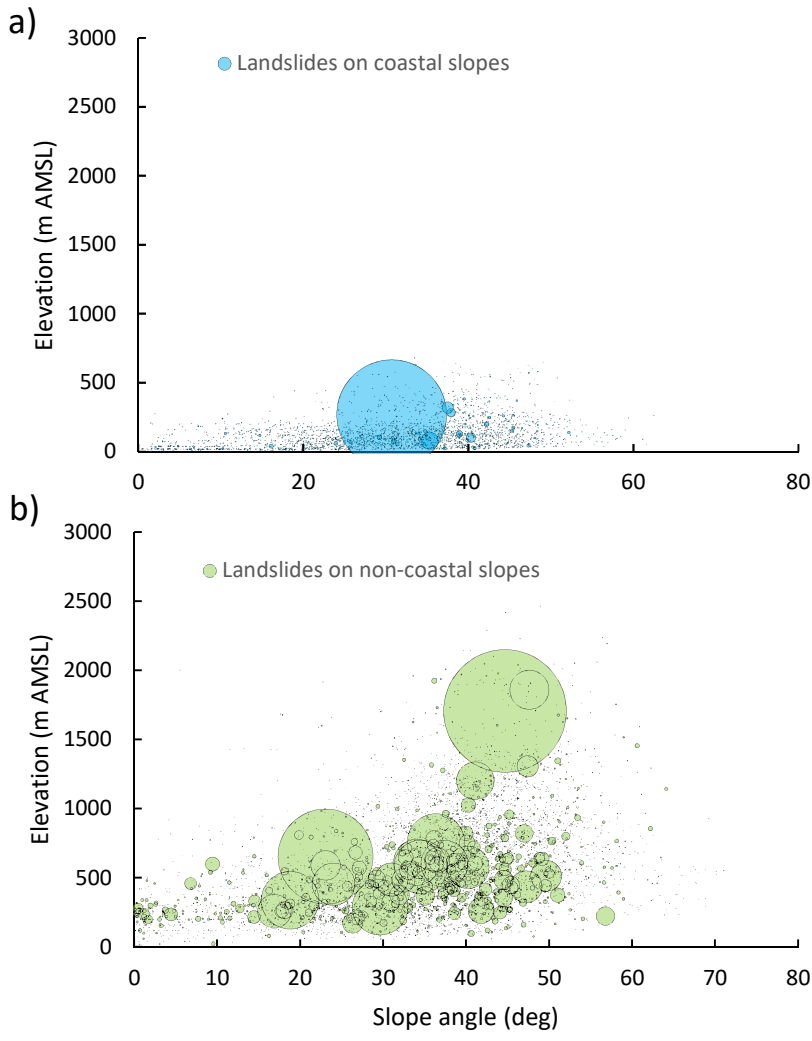 a)
3000
Landslides on coastal slopes
2500
2000
1500
1000
500
0
Elevation (m AMSL)
0 20 40 60 80
b)
3000
Landslides on non-coastal slopes
2500
2000
1500
1000
500
0
Elevation (m AMSL)
0 10 20 30 40 50 60 70 80
Slope angle (deg)